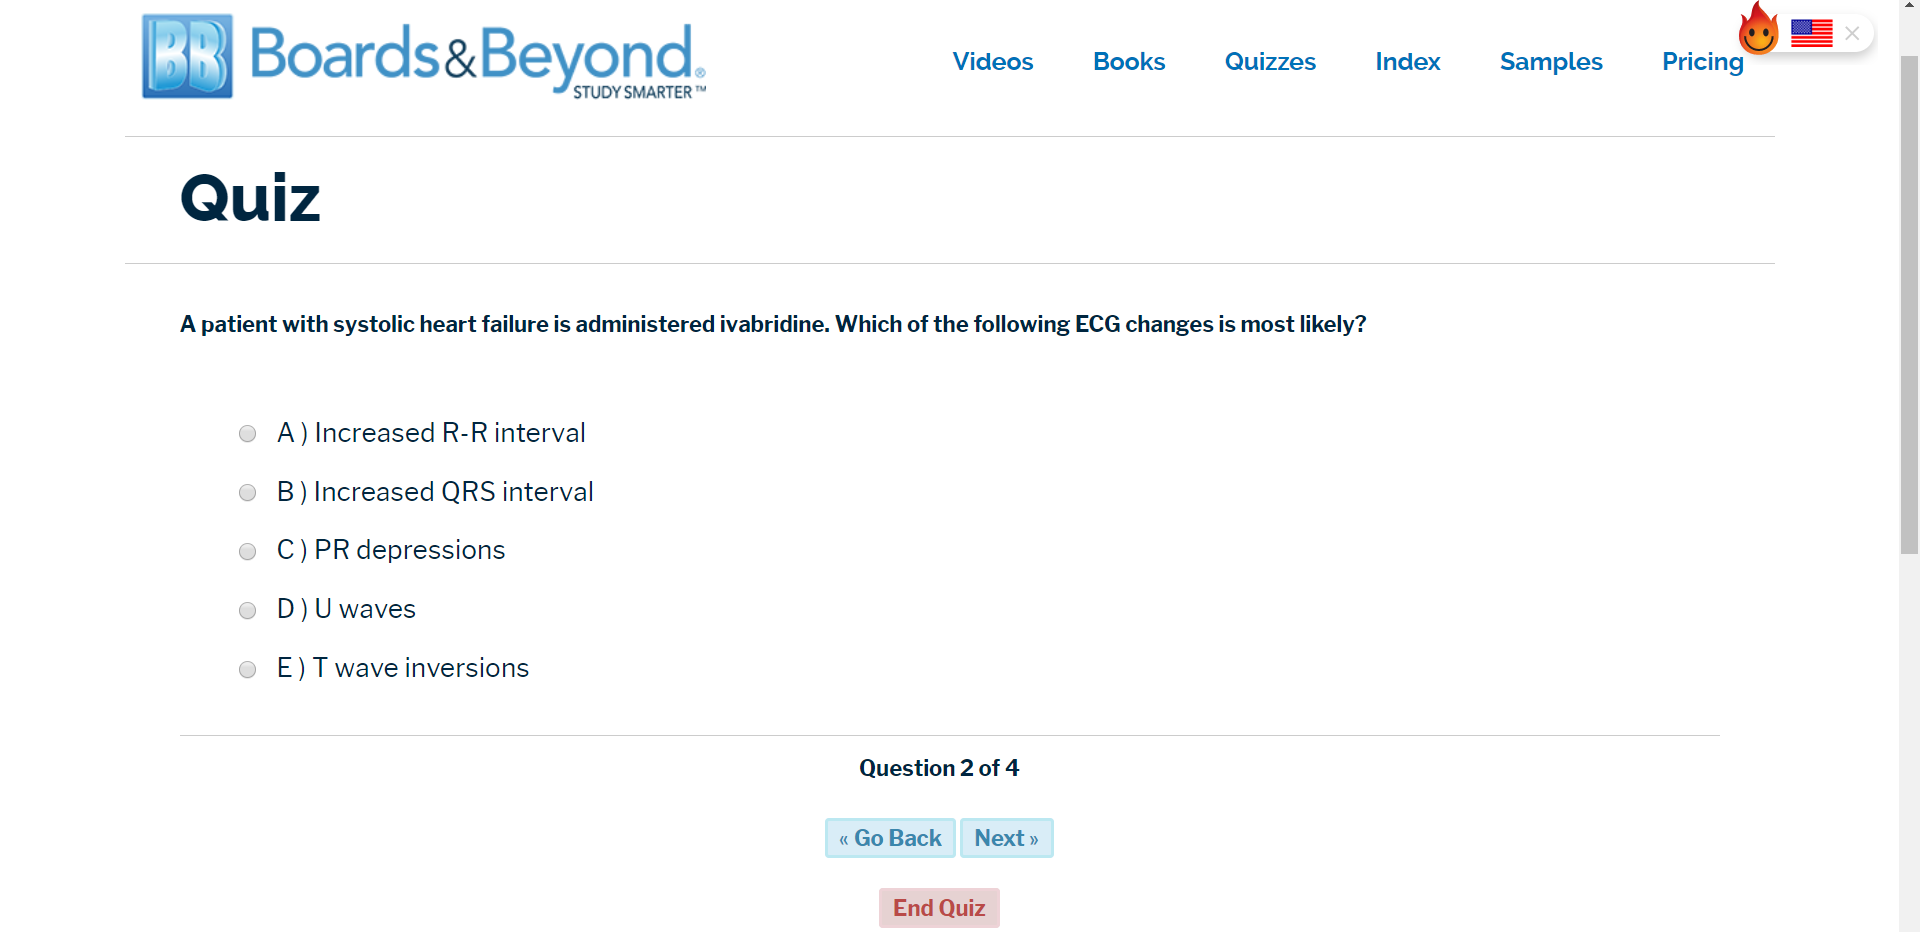 BB Boards&Beyond®
STUDY SMARTER™
Videos Books Quizzes Index Samples Pricing
Quiz
A patient with systolic heart failure is administered ivabridine. Which of the following ECG changes is most likely?
A ) Increased R-R interval
B ) Increased QRS interval
C ) PR depressions
D ) U waves
E ) T wave inversions
Question 2 of 4
« Go Back Next »
End Quiz